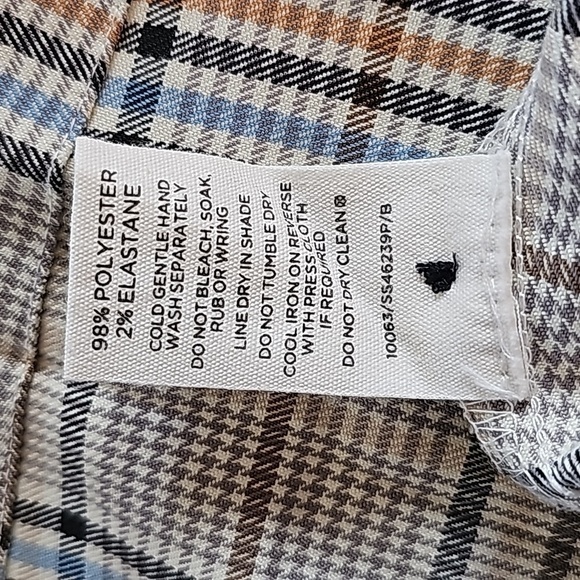 98% POLYESTER
2% ELASTANE
COLD GENTLE HAND
WASH SEPARATELY
DO NOT BLEACH, SOAK,
RUB OR WRING
LINE DRY IN SHADE
DO NOT TUMBLE DRY
COOL IRON ON REVERSE
WITH PRESS CLOTH
IF REQUIRED
DO NOT DRY CLEAN ®
10063/SS46239P/B